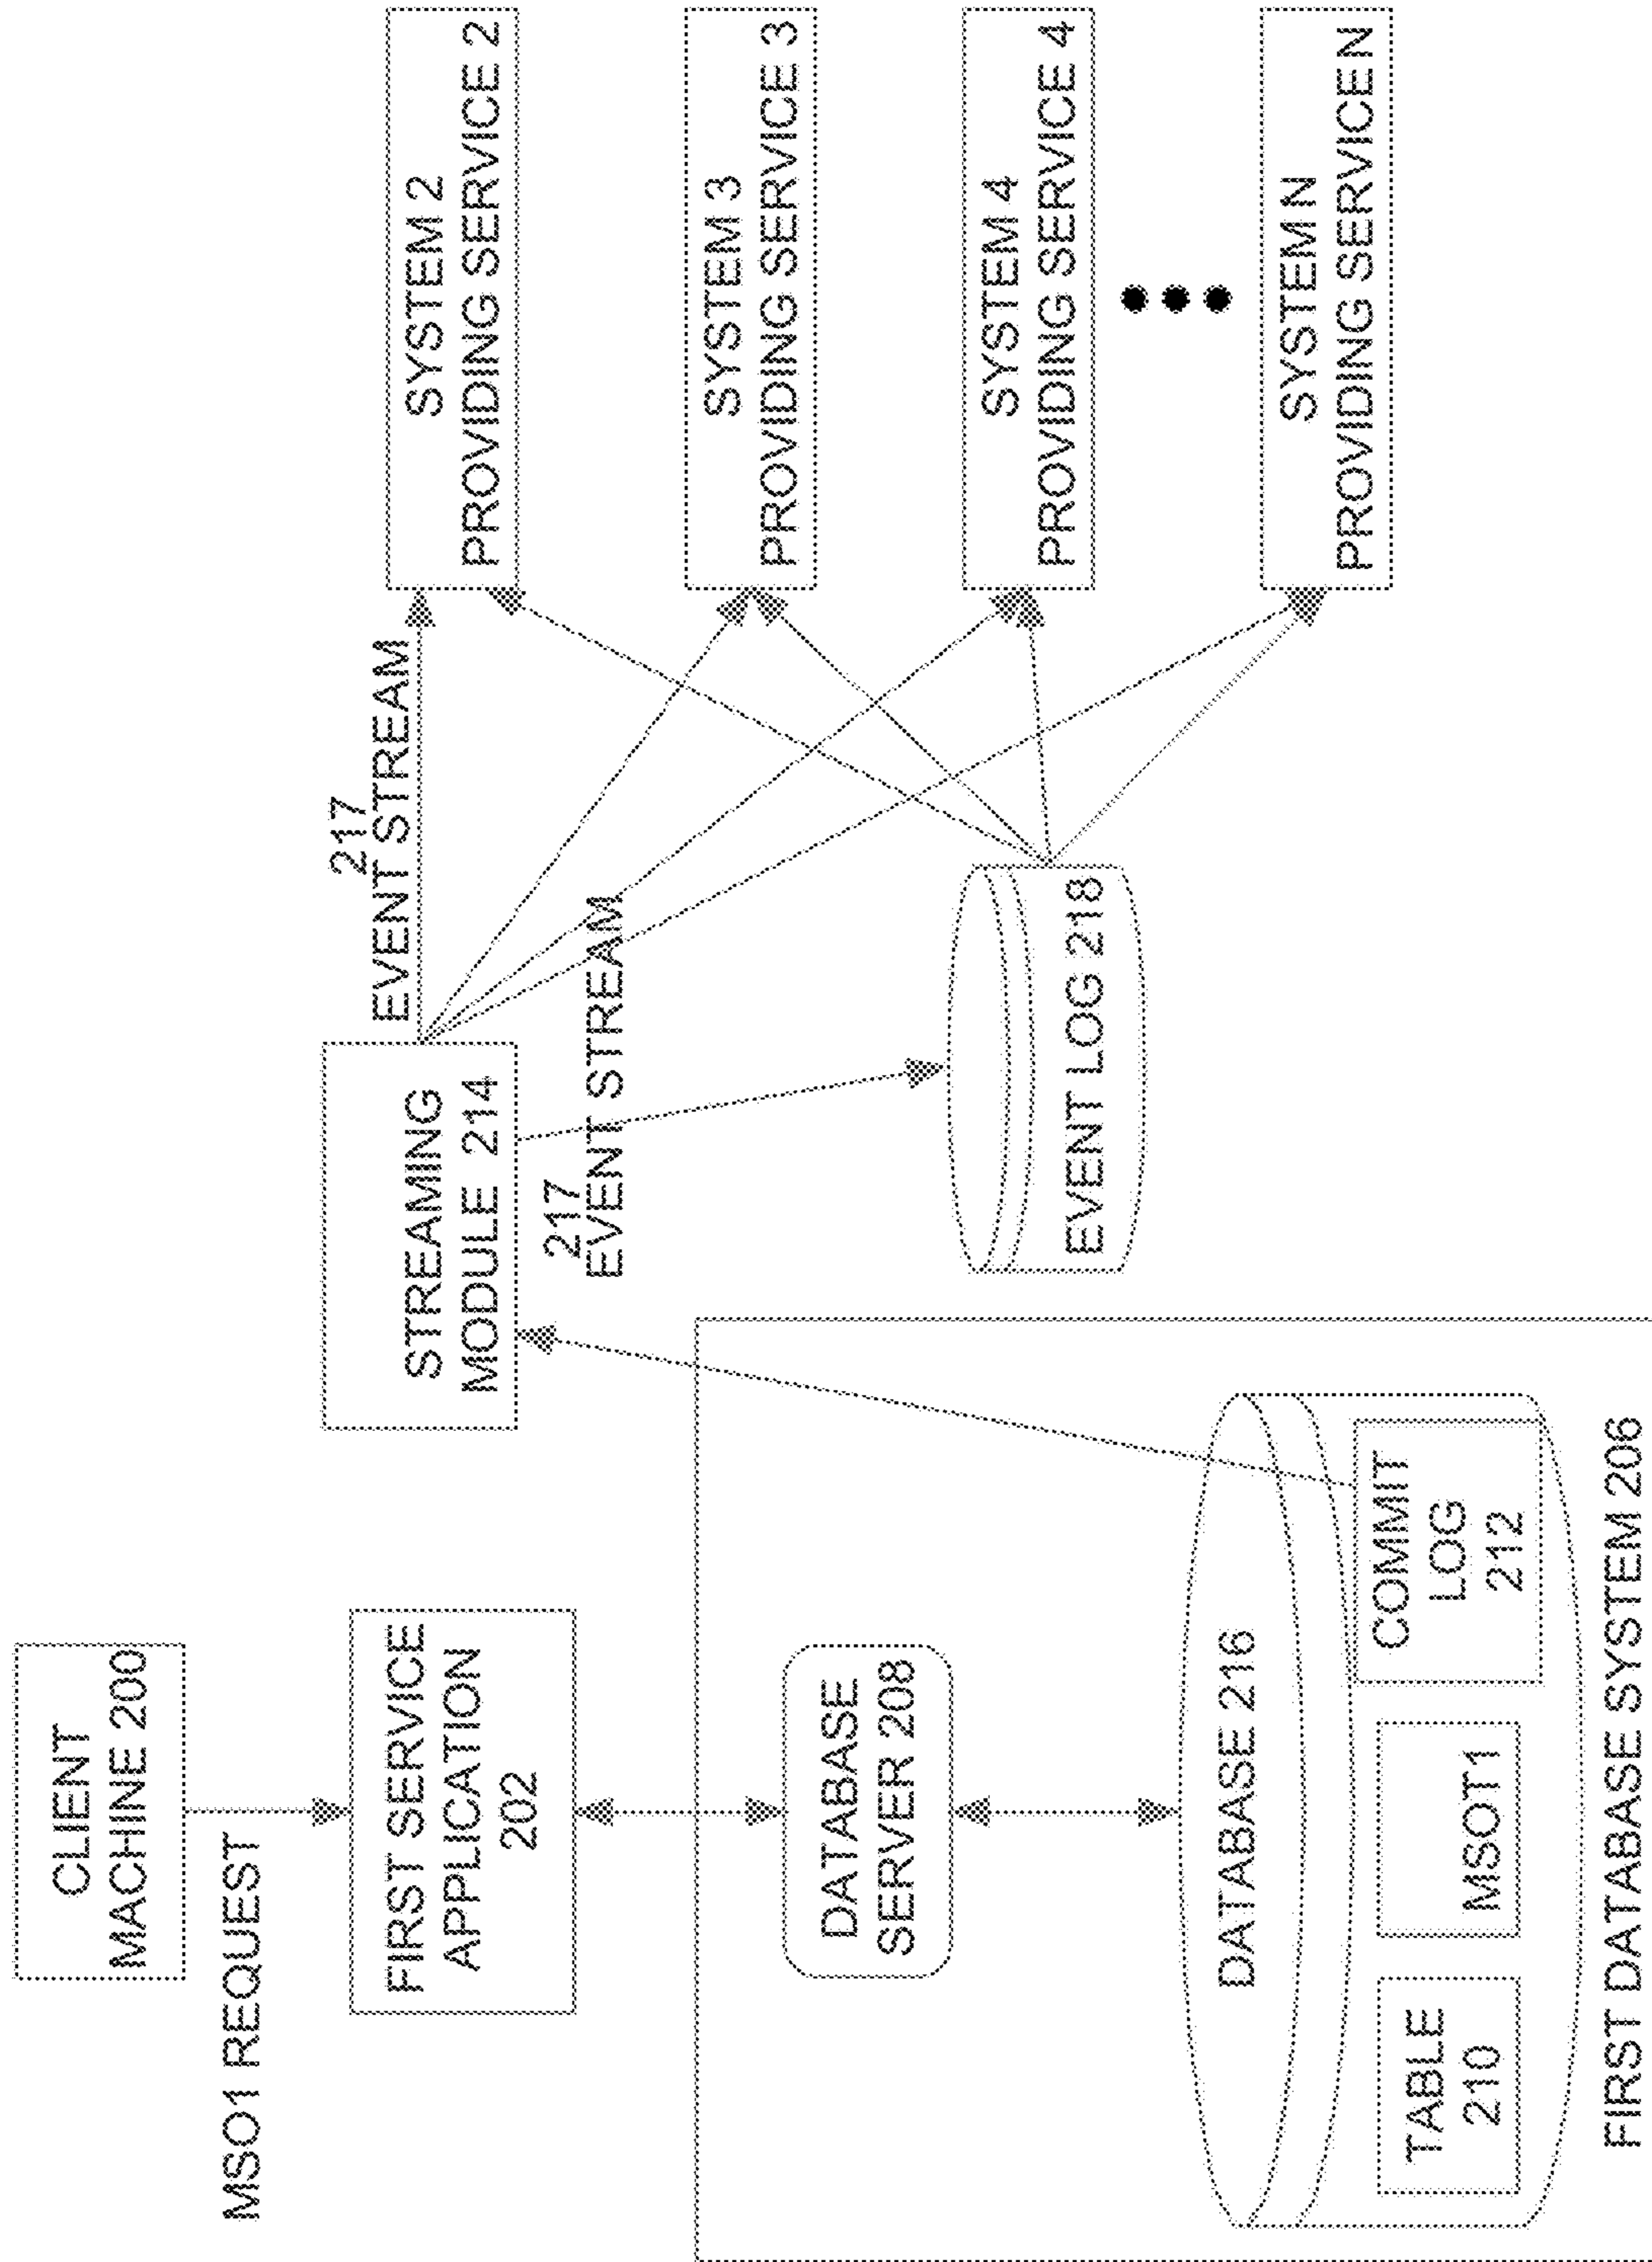 CLIENT
MACHINE 200
MSO1 REQUEST
FIRST SERVICE
APPLICATION
202
DATABASE
SERVER 208
DATABASE 216
TABLE
210
MSOT1
COMMIT
LOG
212
FIRST DATABASE SYSTEM 206
STREAMING
MODULE 214
217
EVENT STREAM
217
EVENT STREAM
EVENT LOG 218
SYSTEM 2
PROVIDING SERVICE 2
SYSTEM 3
PROVIDING SERVICE 3
SYSTEM 4
PROVIDING SERVICE 4
SYSTEM N
PROVIDING SERVICE N